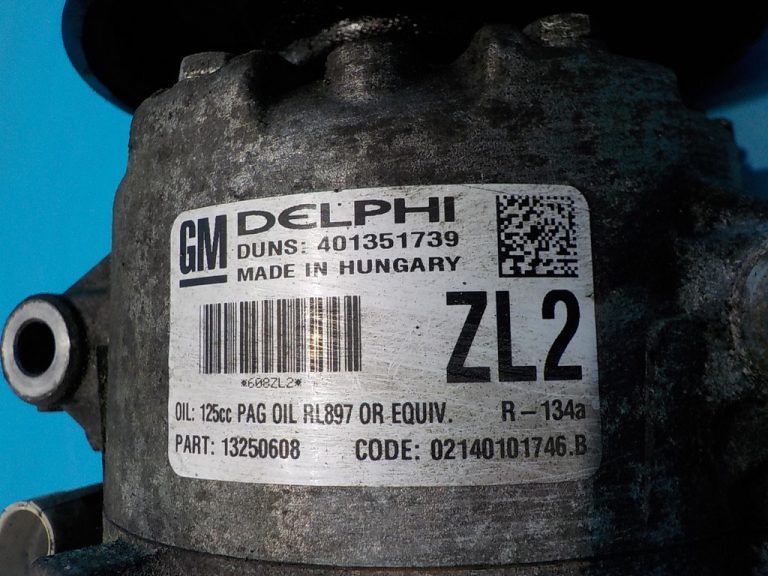 GM DELPHI
DUNS: 401351739
MADE IN HUNGARY
*608ZL2*
ZL2
OIL: 125cc PAG OIL RL897 OR EQUIV. R-134a
PART: 13250608 CODE: 02140101746.B